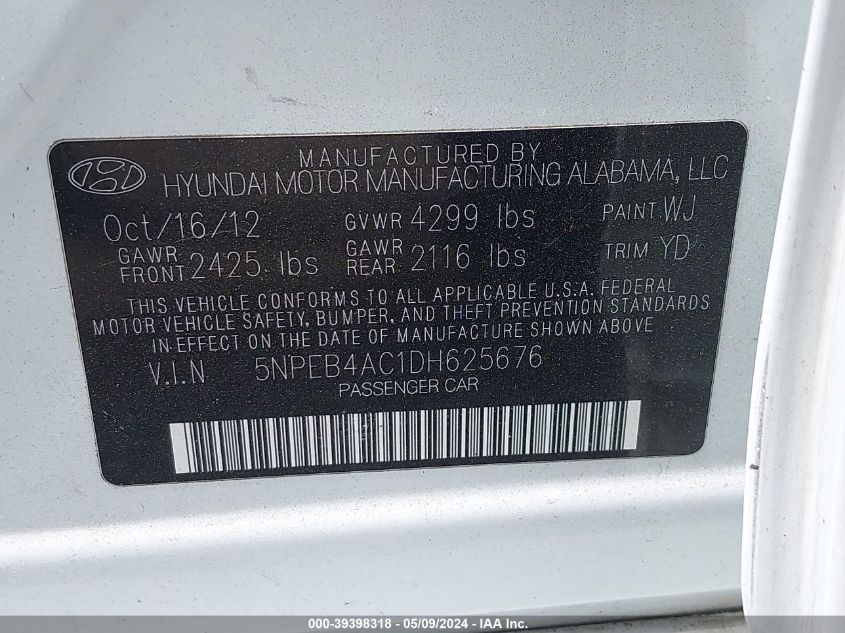 MANUFACTURED BY
HYUNDAI MOTOR MANUFACTURING ALABAMA, LLC
Oct/16/12 GVWR 4299 lbs PAINT WJ
GAWR FRONT 2425 lbs GAWR REAR 2116 lbs TRIM YD
THIS VEHICLE CONFORMS TO ALL APPLICABLE U.S.A. FEDERAL
MOTOR VEHICLE SAFETY, BUMPER, AND THEFT PREVENTION STANDARDS
IN EFFECT ON THE DATE OF MANUFACTURE SHOWN ABOVE
V.I.N 5NPEB4AC1DH625676
PASSENGER CAR
000-39398318 - 05/09/2024 - IAA Inc.